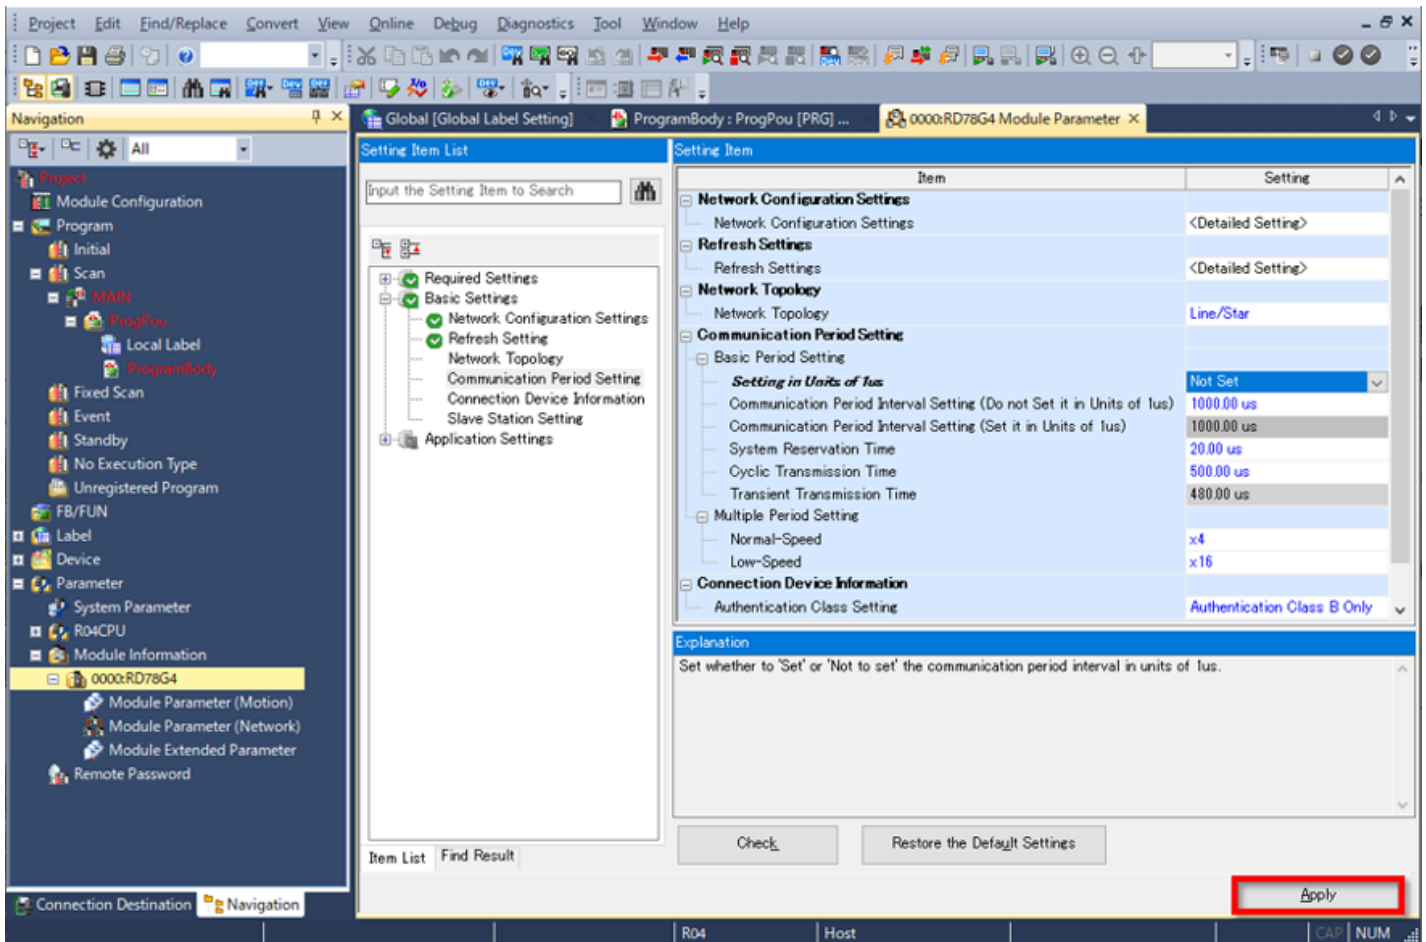 Project Edit Find/Replace Convert View Online Debug Diagnostics Tool Window Help
Navigation
All
Project
Module Configuration
Program
Initial
Scan
MAIN
ProgPou
Local Label
ProgramBody
Fixed Scan
Event
Standby
No Execution Type
Unregistered Program
FB/FUN
Label
Device
Parameter
System Parameter
R04CPU
Module Information
0000:RD78G4
Module Parameter (Motion)
Module Parameter (Network)
Module Extended Parameter
Remote Password
Connection Destination Navigation
Global [Global Label Setting] ProgramBody : ProgPou [PRG] ... 0000:RD78G4 Module Parameter
Setting Item List
Input the Setting Item to Search
Required Settings
Basic Settings
Network Configuration Settings
Refresh Setting
Network Topology
Communication Period Setting
Connection Device Information
Slave Station Setting
Application Settings
Item List Find Result
Setting Item
Item Setting
Network Configuration Settings
Network Configuration Settings <Detailed Setting>
Refresh Settings
Refresh Settings <Detailed Setting>
Network Topology
Network Topology Line/Star
Communication Period Setting
Basic Period Setting
Setting in Units of 1us Not Set
Communication Period Interval Setting (Do not Set it in Units of 1us) 1000.00 us
Communication Period Interval Setting (Set it in Units of 1us) 1000.00 us
System Reservation Time 20.00 us
Cyclic Transmission Time 500.00 us
Transient Transmission Time 480.00 us
Multiple Period Setting
Normal-Speed x4
Low-Speed x16
Connection Device Information
Authentication Class Setting Authentication Class B Only
Explanation
Set whether to 'Set' or 'Not to set' the communication period interval in units of 1us.
Check Restore the Default Settings
Apply
R04 Host CAP NUM